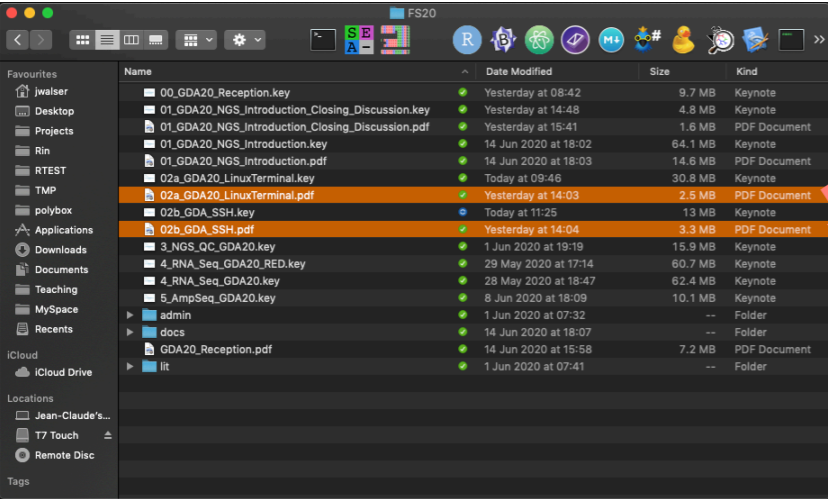 FS20
S E
A -
R
B
M↓
#
Favourites
Name Date Modified Size Kind
jwalser
Desktop
Projects
Rin
RTEST
TMP
polybox
Applications
Downloads
Documents
Teaching
MySpace
Recents
iCloud
iCloud Drive
Locations
Jean-Claude's...
T7 Touch
Remote Disc
Tags
00_GDA20_Reception.key Yesterday at 08:42 9.7 MB Keynote
01_GDA20_NGS_Introduction_Closing_Discussion.key Yesterday at 14:48 4.8 MB Keynote
01_GDA20_NGS_Introduction_Closing_Discussion.pdf Yesterday at 15:41 1.6 MB PDF Document
01_GDA20_NGS_Introduction.key 14 Jun 2020 at 18:02 64.1 MB Keynote
01_GDA20_NGS_Introduction.pdf 14 Jun 2020 at 18:03 14.6 MB PDF Document
02a_GDA20_LinuxTerminal.key Today at 09:46 30.8 MB Keynote
02a_GDA20_LinuxTerminal.pdf Yesterday at 14:03 2.5 MB PDF Document
02b_GDA_SSH.key Today at 11:25 13 MB Keynote
02b_GDA_SSH.pdf Yesterday at 14:04 3.3 MB PDF Document
3_NGS_QC_GDA20.key 1 Jun 2020 at 19:19 15.9 MB Keynote
4_RNA_Seq_GDA20_RED.key 29 May 2020 at 17:14 60.7 MB Keynote
4_RNA_Seq_GDA20.key 28 May 2020 at 18:47 62.4 MB Keynote
5_AmpSeq_GDA20.key 8 Jun 2020 at 18:09 10.1 MB Keynote
admin 1 Jun 2020 at 07:32 -- Folder
docs 14 Jun 2020 at 18:07 -- Folder
GDA20_Reception.pdf 14 Jun 2020 at 15:58 7.2 MB PDF Document
lit 1 Jun 2020 at 07:41 -- Folder